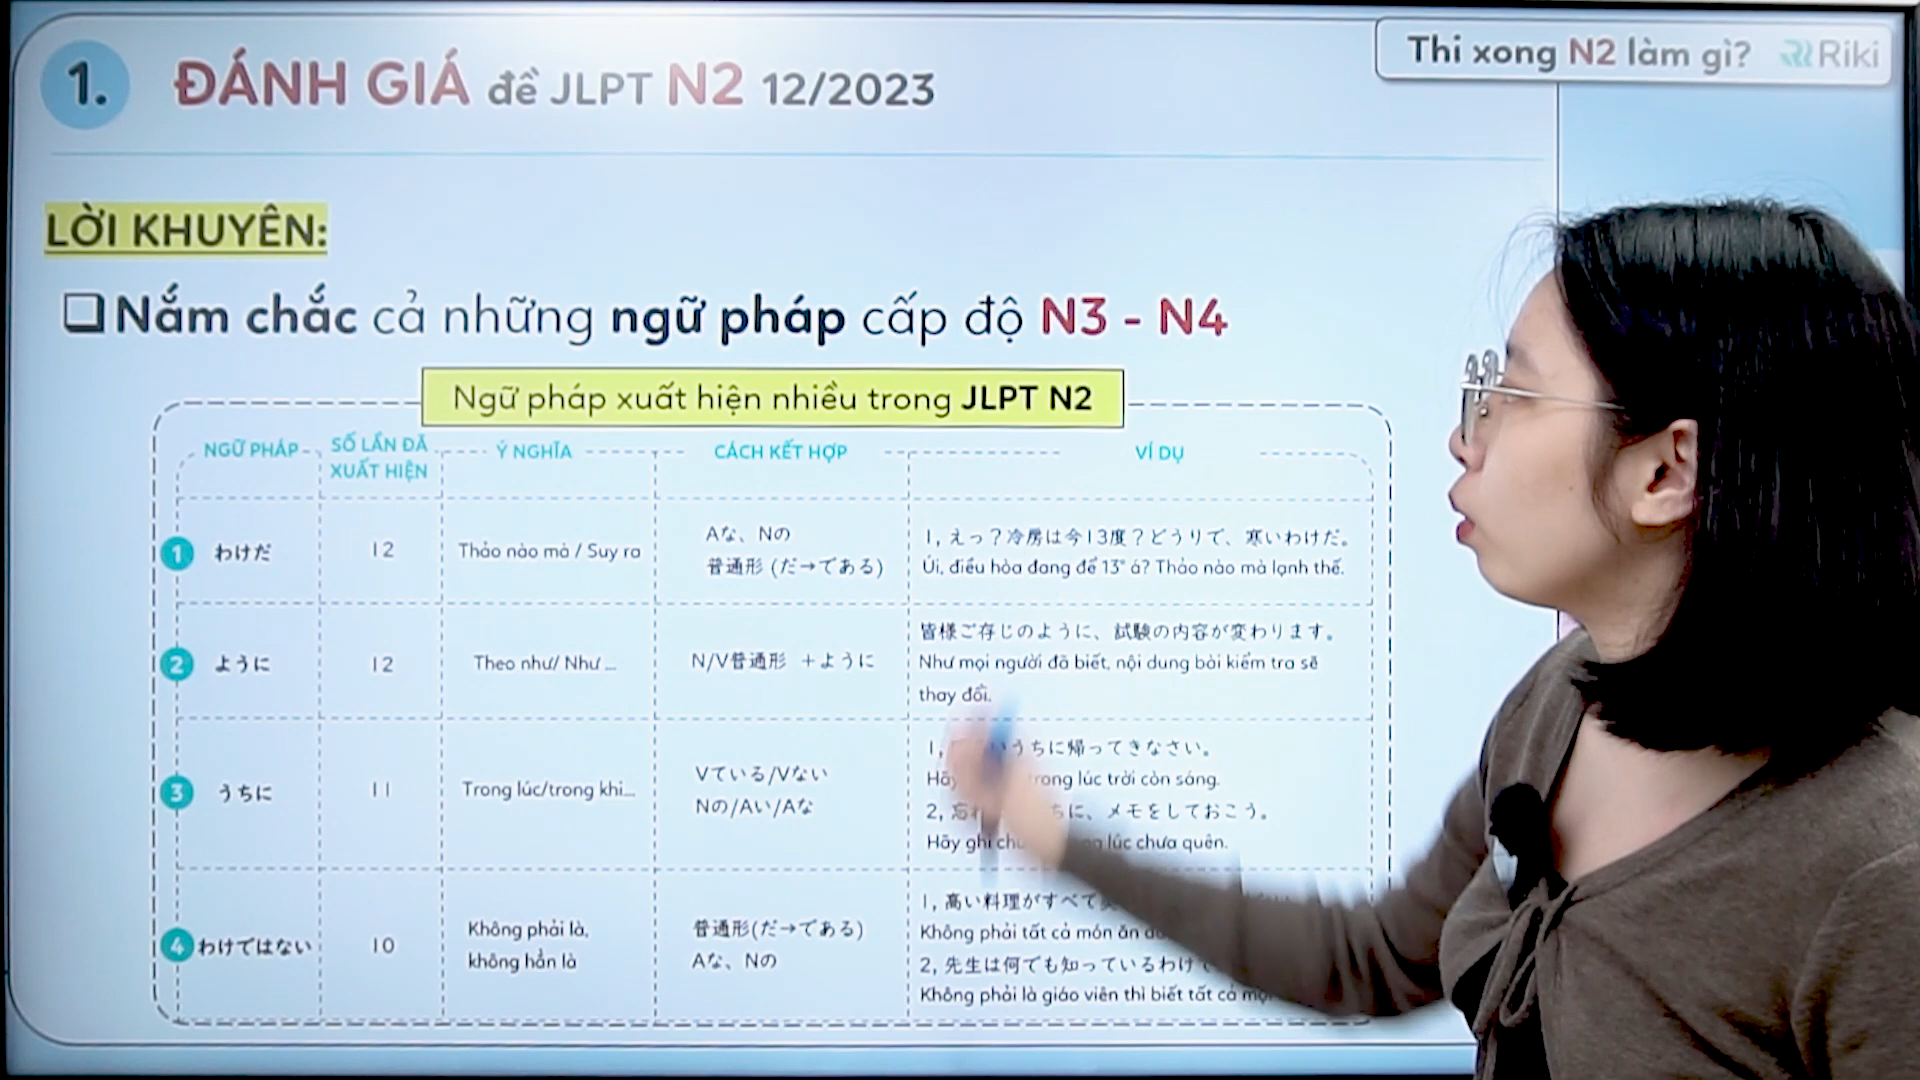 1. ĐÁNH GIÁ đề JLPT N2 12/2023
Thi xong N2 làm gì? Riki
LỜI KHUYÊN:
Nắm chắc cả những ngữ pháp cấp độ N3 - N4
Ngữ pháp xuất hiện nhiều trong JLPT N2
NGỮ PHÁP
SỐ LẦN ĐÃ
XUẤT HIỆN
Ý NGHĨA
CÁCH KẾT HỢP
VÍ DỤ
1 わけだ
12
Thảo nào mà / Suy ra
Aな、Nの
普通形 (だ→である)
1, えっ？冷房は今13度？どうりで、寒いわけだ。
Úi, điều hòa đang để 13° á? Thảo nào mà lạnh thế.
2 ように
12
Theo như/ Như ...
N/V普通形 ＋ように
皆様ご存じのように、試験の内容が変わります。
Như mọi người đã biết, nội dung bài kiểm tra sẽ
thay đổi.
3 うちに
11
Trong lúc/trong khi...
Vている/Vない
Nの/Aい/Aな
1, うちに帰ってきなさい。
lúc trời còn sáng.
2, に、メモをしておこう。
Hãy ghi lúc chưa quên.
4 わけではない
10
Không phải là,
không hẳn là
普通形(だ→である)
Aな、Nの
1, 高い料理がすべて
Không phải tất cả món ăn
2, 先生は何でも知っているわけ
Không phải là giáo viên thì biết tất cả